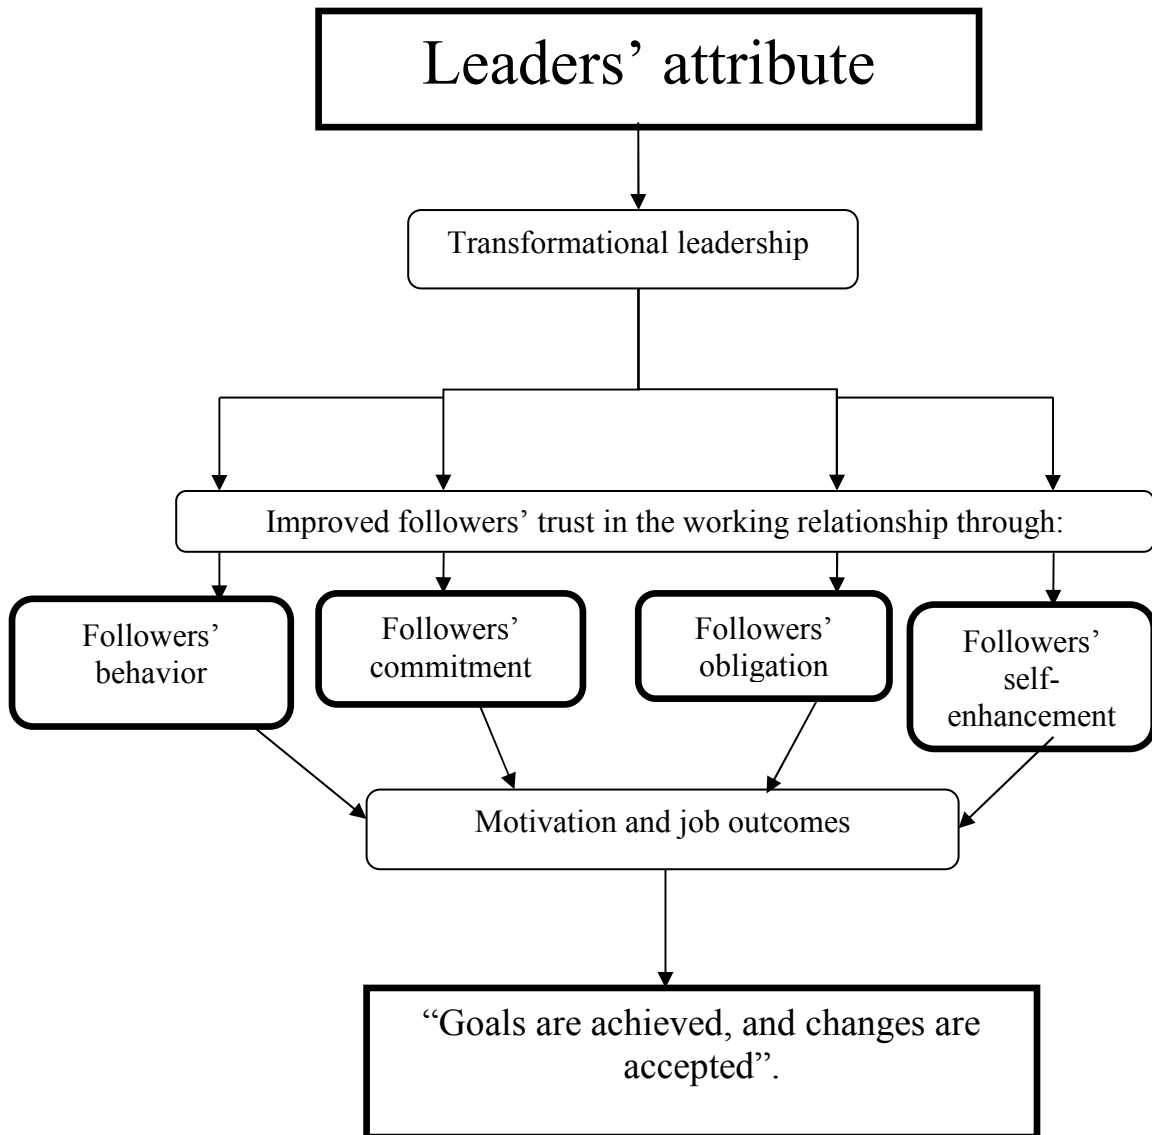 Leaders’ attribute
Transformational leadership
Improved followers’ trust in the working relationship through:
Followers’
behavior
Followers’
commitment
Followers’
obligation
Followers’
self-
enhancement
Motivation and job outcomes
“Goals are achieved, and changes are
accepted”.